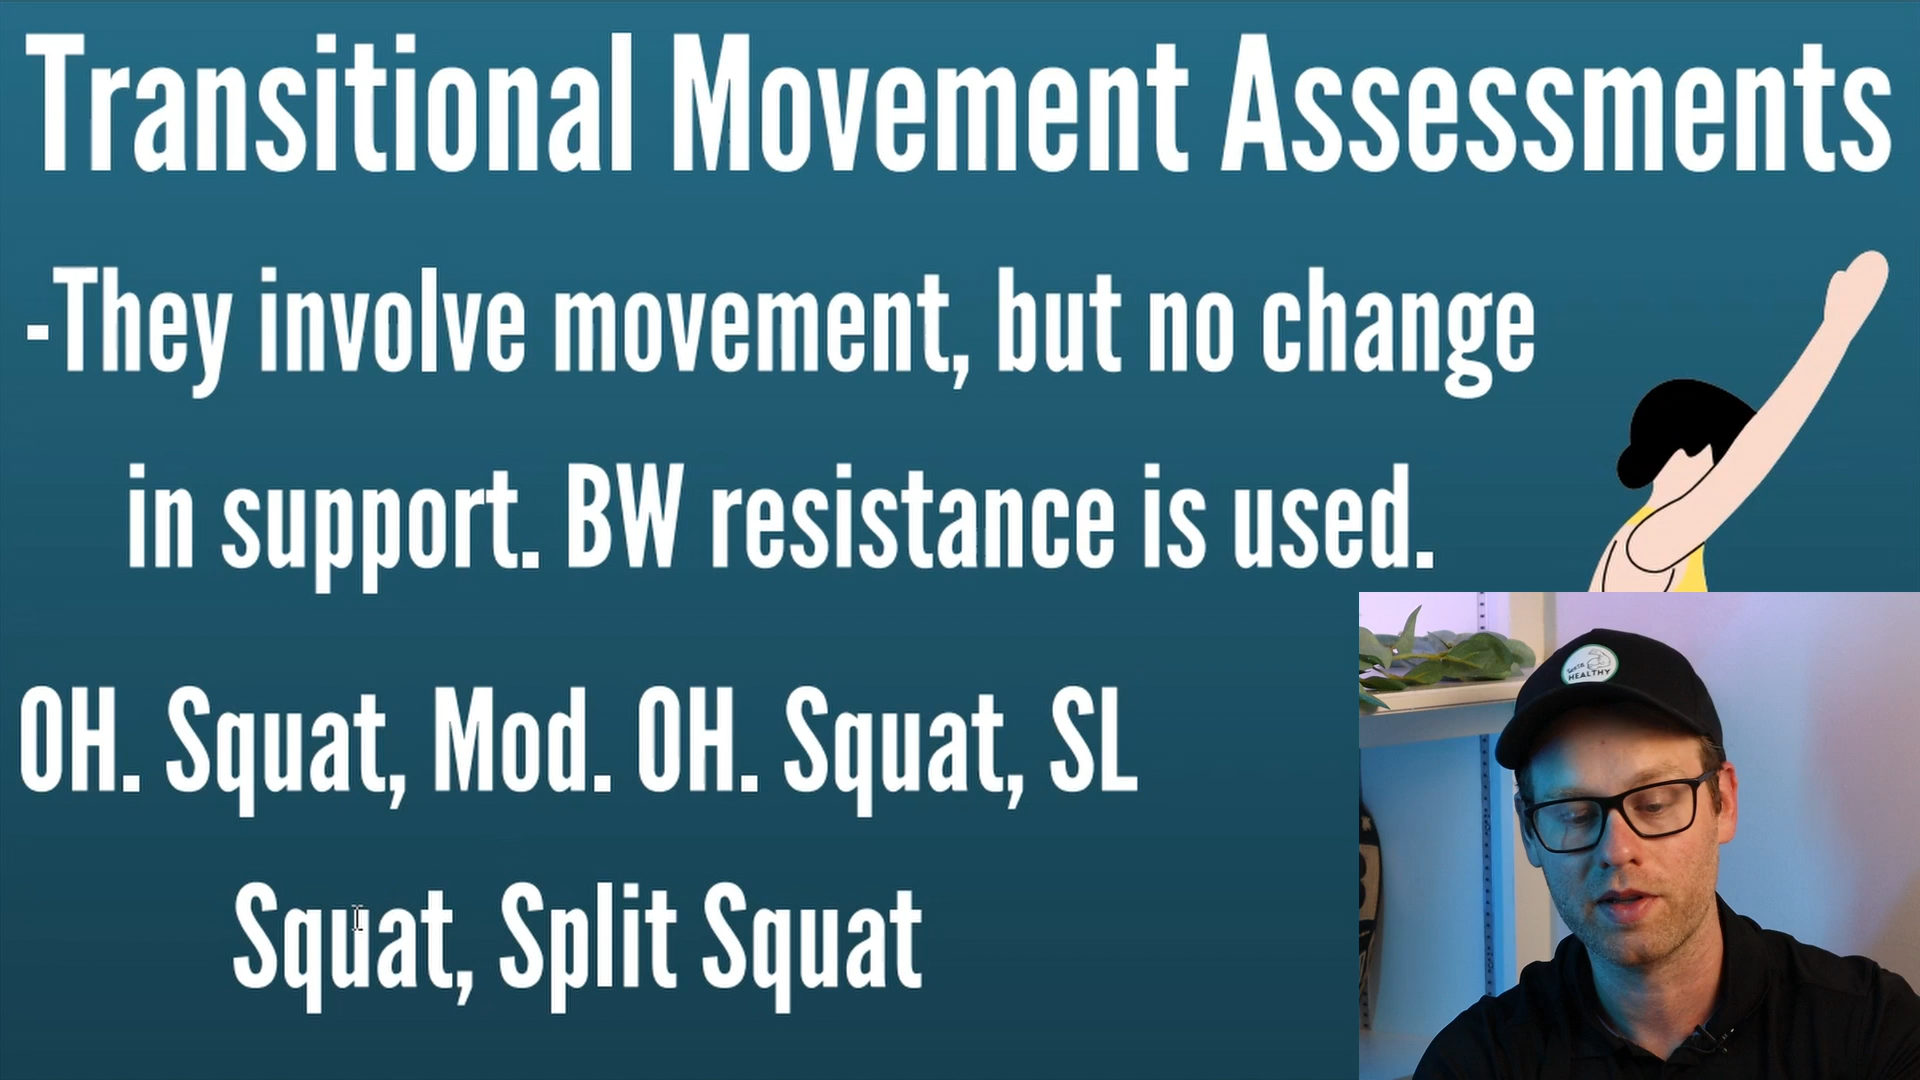 Transitional Movement Assessments
-They involve movement, but no change
in support. BW resistance is used.
OH. Squat, Mod. OH. Squat, SL
Squat, Split Squat
HEALTHY